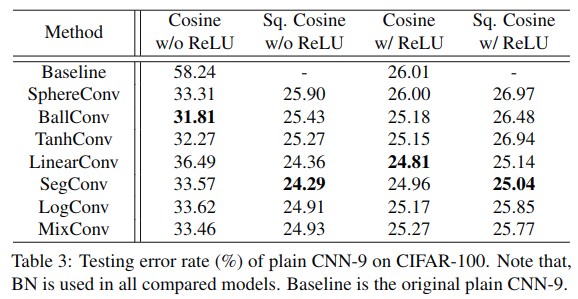 Method Cosine w/o ReLU Sq. Cosine w/o ReLU Cosine w/ ReLU Sq. Cosine w/ ReLU
Baseline 58.24 - 26.01 -
SphereConv 33.31 25.90 26.00 26.97
BallConv 31.81 25.43 25.18 26.48
TanhConv 32.27 25.27 25.15 26.94
LinearConv 36.49 24.36 24.81 25.14
SegConv 33.57 24.29 24.96 25.04
LogConv 33.62 24.91 25.17 25.85
MixConv 33.46 24.93 25.27 25.77
Table 3: Testing error rate (%) of plain CNN-9 on CIFAR-100. Note that,
BN is used in all compared models. Baseline is the original plain CNN-9.